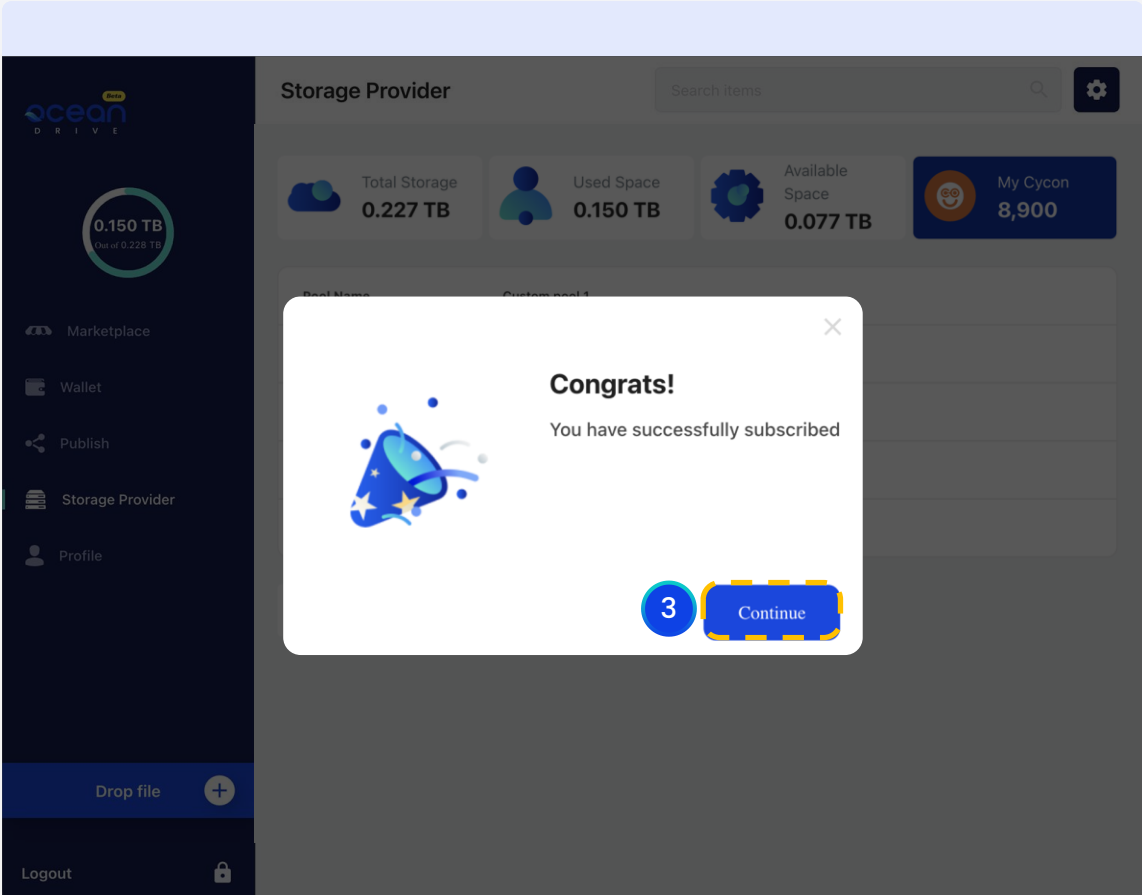 Beta
ocean
DRIVE
0.150 TB
Out of 0.228 TB
Marketplace
Wallet
Publish
Storage Provider
Profile
Drop file
Logout
Storage Provider
Search items
Total Storage
0.227 TB
Used Space
0.150 TB
Available
Space
0.077 TB
My Cycon
8,900
Pool Name Custom pool 1
Congrats!
You have successfully subscribed
3
Continue